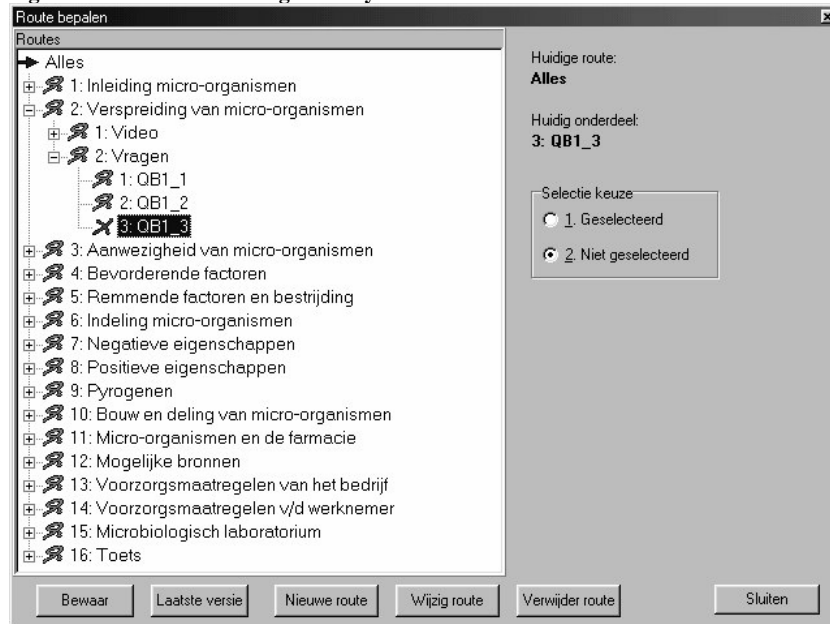 Route bepalen
Routes
Alles
1: Inleiding micro-organismen
2: Verspreiding van micro-organismen
1: Video
2: Vragen
1: QB1_1
2: QB1_2
3: QB1_3
3: Aanwezigheid van micro-organismen
4: Bevorderende factoren
5: Remmende factoren en bestrijding
6: Indeling micro-organismen
7: Negatieve eigenschappen
8: Positieve eigenschappen
9: Pyrogenen
10: Bouw en deling van micro-organismen
11: Micro-organismen en de farmacie
12: Mogelijke bronnen
13: Voorzorgsmaatregelen van het bedrijf
14: Voorzorgsmaatregelen v/d werknemer
15: Microbiologisch laboratorium
16: Toets
Huidige route:
Alles
Huidig onderdeel:
3: QB1_3
Selectie keuze
1. Geselecteerd
2. Niet geselecteerd
Bewaar Laatste versie Nieuwe route Wijzig route Verwijder route Sluiten